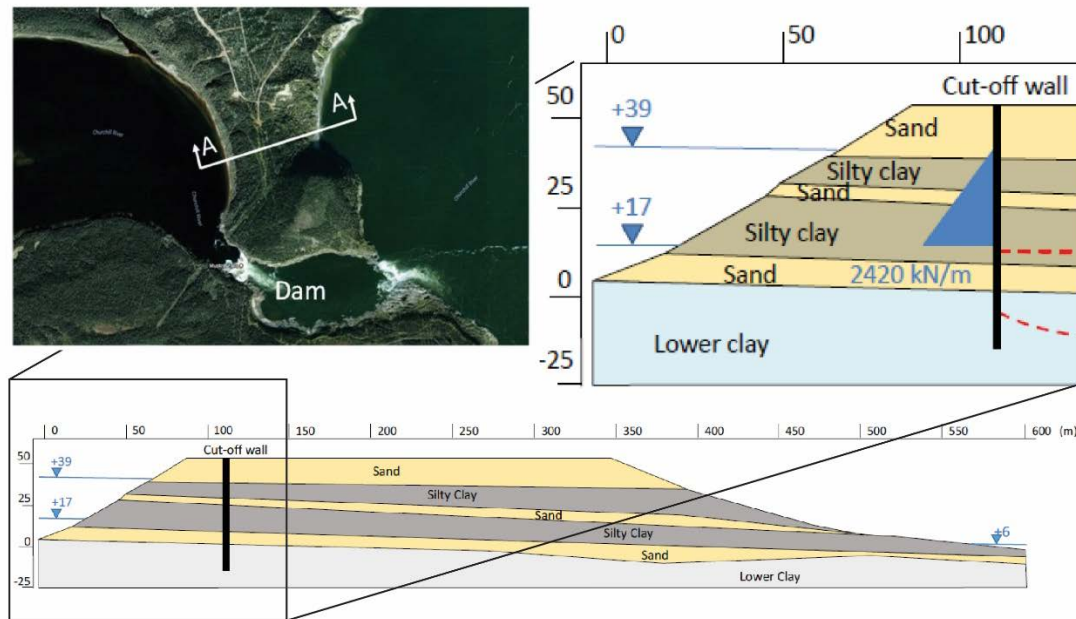 A
A
Dam
0 50 100
Cut-off wall
50
25
0
-25
+39
+17
Sand
Silty clay
Sand
Silty clay
Sand
2420 kN/m
Lower clay
0 50 100 150 200 250 300 350 400 450 500 550 600 (m)
Cut-off wall
50
25
0
-25
+39
+17
+6
Sand
Silty Clay
Sand
Silty Clay
Sand
Lower Clay